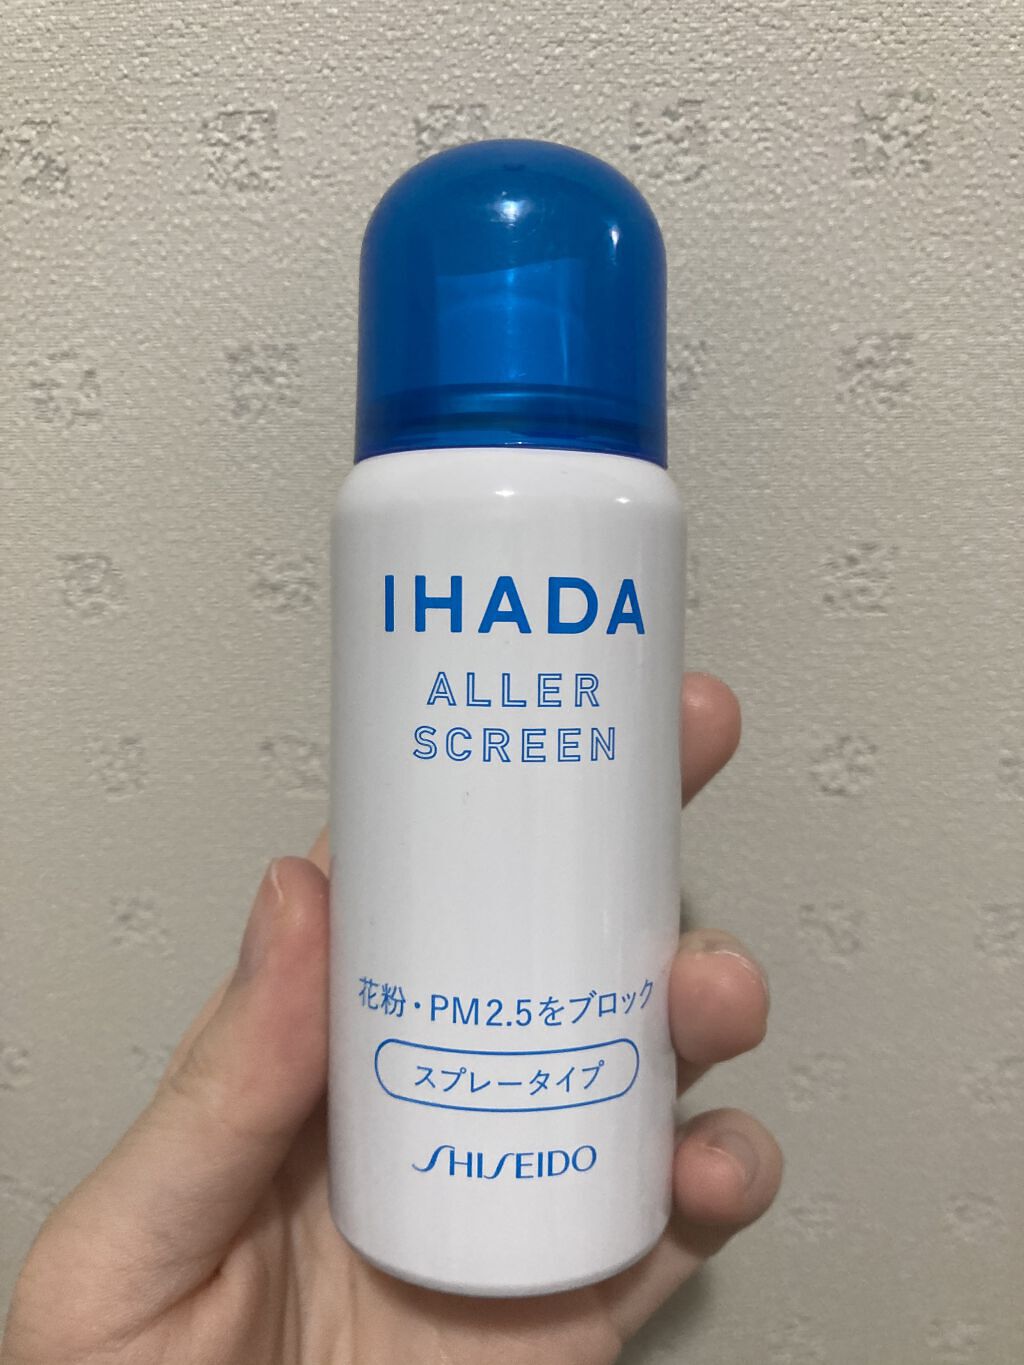 IHADA
ALLER
SCREEN
花粉・PM2.5をブロック
スプレータイプ
SHISEIDO